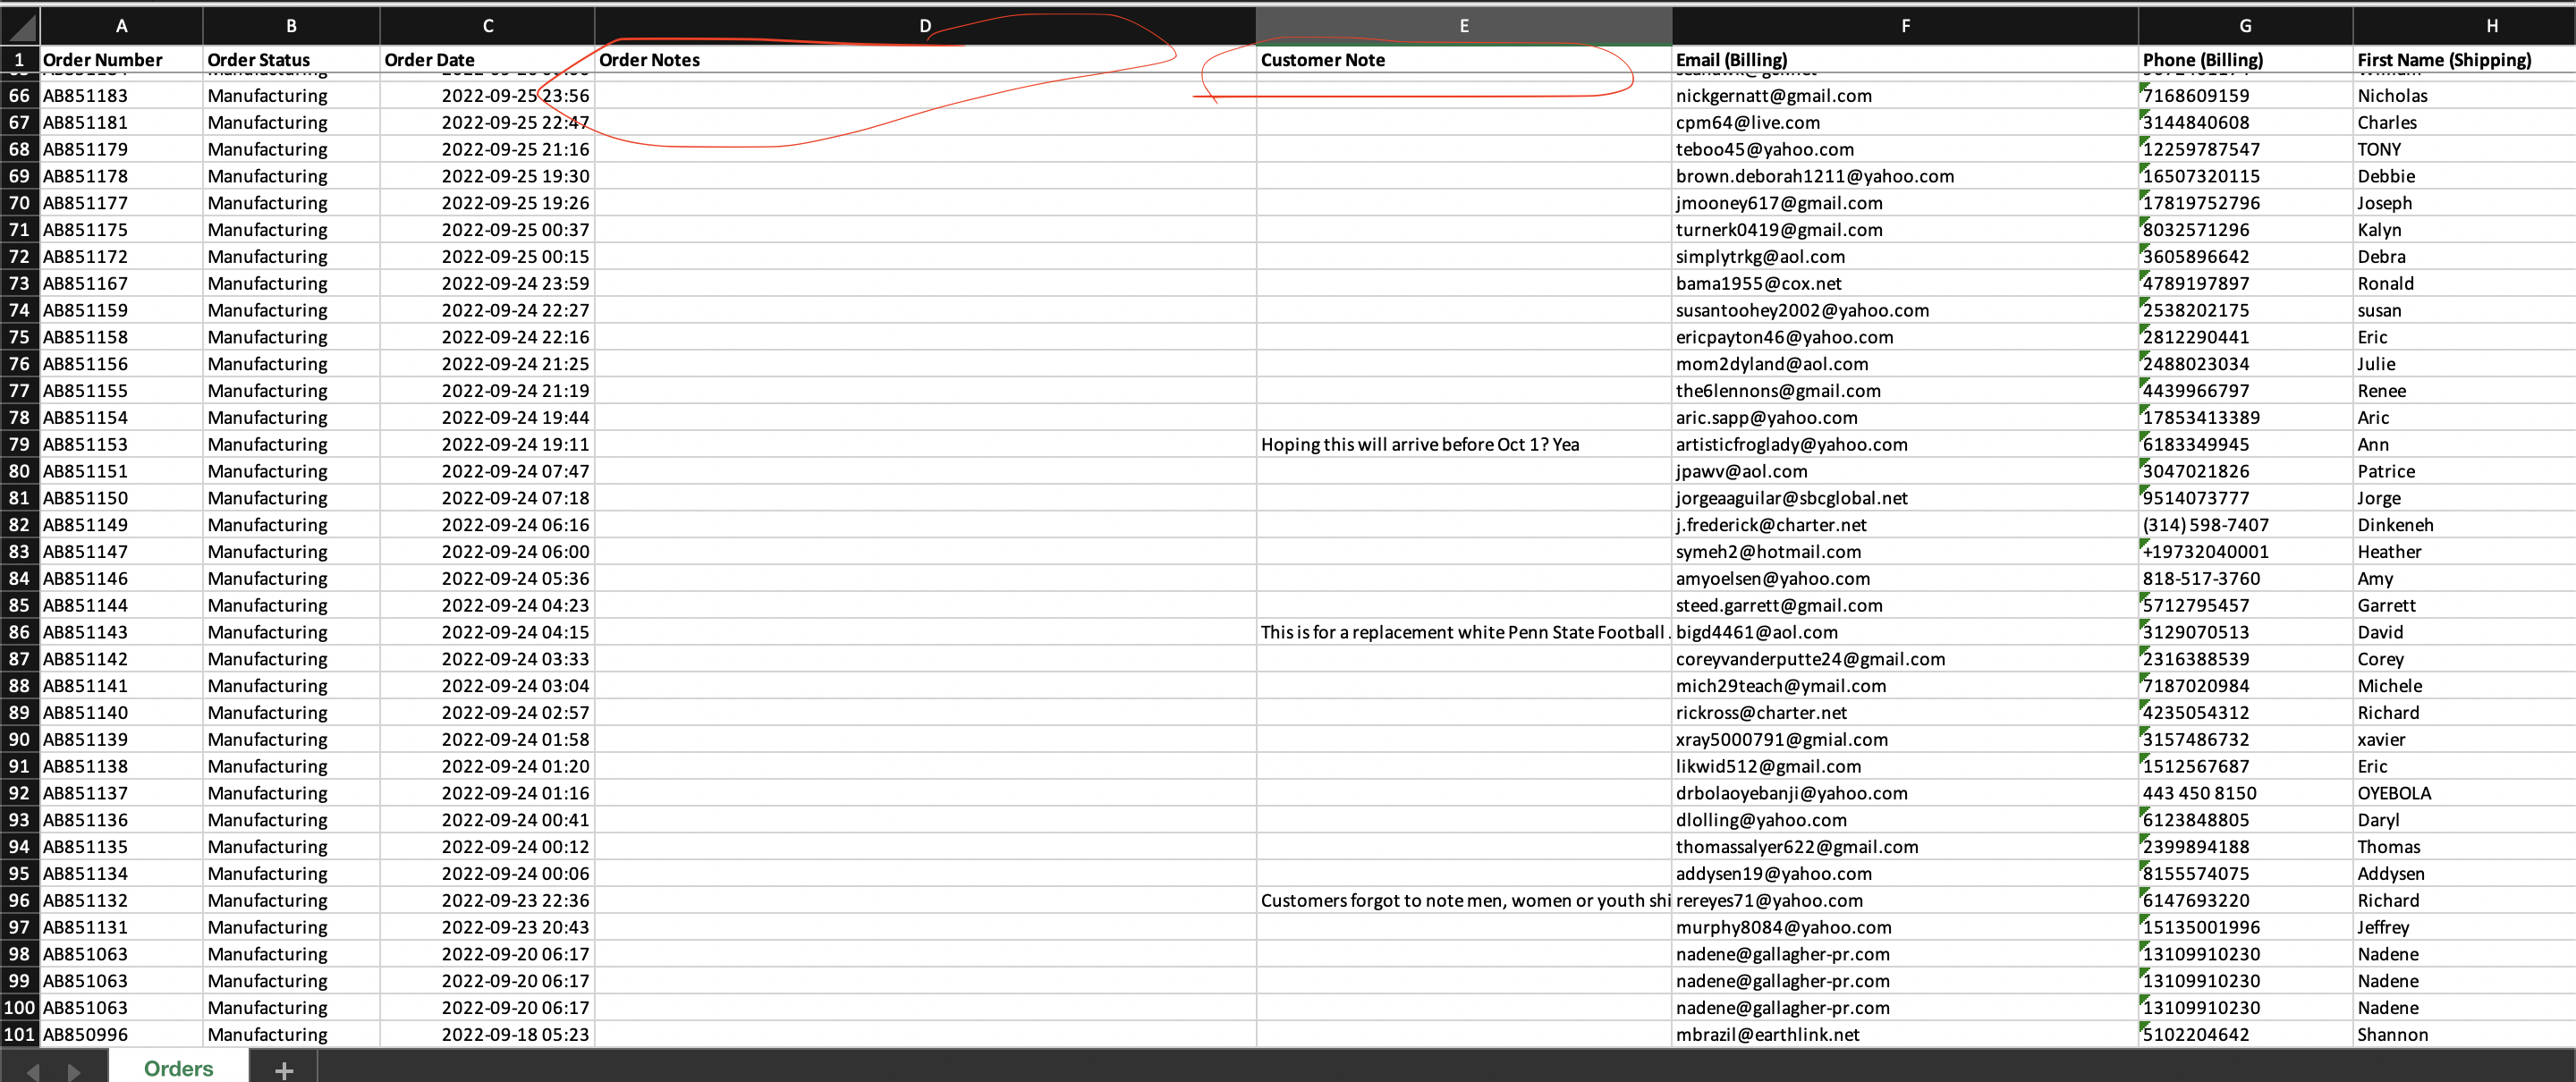 A B C D E F G H
1 Order Number Order Status Order Date Order Notes Customer Note Email (Billing) Phone (Billing) First Name (Shipping)
66 AB851183 Manufacturing 2022-09-25 23:56 nickgernatt@gmail.com 7168609159 Nicholas
67 AB851181 Manufacturing 2022-09-25 22:47 cpm64@live.com 3144840608 Charles
68 AB851179 Manufacturing 2022-09-25 21:16 teboo45@yahoo.com 12259787547 TONY
69 AB851178 Manufacturing 2022-09-25 19:30 brown.deborah1211@yahoo.com 16507320115 Debbie
70 AB851177 Manufacturing 2022-09-25 19:26 jmooney617@gmail.com 17819752796 Joseph
71 AB851175 Manufacturing 2022-09-25 00:37 turnerk0419@gmail.com 8032571296 Kalyn
72 AB851172 Manufacturing 2022-09-25 00:15 simplytrkg@aol.com 3605896642 Debra
73 AB851167 Manufacturing 2022-09-24 23:59 bama1955@cox.net 4789197897 Ronald
74 AB851159 Manufacturing 2022-09-24 22:27 susantoohey2002@yahoo.com 2538202175 susan
75 AB851158 Manufacturing 2022-09-24 22:16 ericpayton46@yahoo.com 2812290441 Eric
76 AB851156 Manufacturing 2022-09-24 21:25 mom2dyland@aol.com 2488023034 Julie
77 AB851155 Manufacturing 2022-09-24 21:19 the6lennons@gmail.com 4439966797 Renee
78 AB851154 Manufacturing 2022-09-24 19:44 aric.sapp@yahoo.com 17853413389 Aric
79 AB851153 Manufacturing 2022-09-24 19:11 Hoping this will arrive before Oct 1? Yea artisticfroglady@yahoo.com 6183349945 Ann
80 AB851151 Manufacturing 2022-09-24 07:47 jpawv@aol.com 3047021826 Patrice
81 AB851150 Manufacturing 2022-09-24 07:18 jorgeaaguilar@sbcglobal.net 9514073777 Jorge
82 AB851149 Manufacturing 2022-09-24 06:16 j.frederick@charter.net (314) 598-7407 Dinkeneh
83 AB851147 Manufacturing 2022-09-24 06:00 symeh2@hotmail.com +19732040001 Heather
84 AB851146 Manufacturing 2022-09-24 05:36 amyoelsen@yahoo.com 818-517-3760 Amy
85 AB851144 Manufacturing 2022-09-24 04:23 steed.garrett@gmail.com 5712795457 Garrett
86 AB851143 Manufacturing 2022-09-24 04:15 This is for a replacement white Penn State Football bigd4461@aol.com 3129070513 David
87 AB851142 Manufacturing 2022-09-24 03:33 coreyvanderputte24@gmail.com 2316388539 Corey
88 AB851141 Manufacturing 2022-09-24 03:04 mich29teach@ymail.com 7187020984 Michele
89 AB851140 Manufacturing 2022-09-24 02:57 rickross@charter.net 4235054312 Richard
90 AB851139 Manufacturing 2022-09-24 01:58 xray5000791@gmial.com 3157486732 xavier
91 AB851138 Manufacturing 2022-09-24 01:20 likwid512@gmail.com 1512567687 Eric
92 AB851137 Manufacturing 2022-09-24 01:16 drbolaoyebanji@yahoo.com 443 450 8150 OYEBOLA
93 AB851136 Manufacturing 2022-09-24 00:41 dlolling@yahoo.com 6123848805 Daryl
94 AB851135 Manufacturing 2022-09-24 00:12 thomassalyer622@gmail.com 2399894188 Thomas
95 AB851134 Manufacturing 2022-09-24 00:06 addysen19@yahoo.com 8155574075 Addysen
96 AB851132 Manufacturing 2022-09-23 22:36 Customers forgot to note men, women or youth shi rereyes71@yahoo.com 6147693220 Richard
97 AB851131 Manufacturing 2022-09-23 20:43 murphy8084@yahoo.com 15135001996 Jeffrey
98 AB851063 Manufacturing 2022-09-20 06:17 nadene@gallagher-pr.com 13109910230 Nadene
99 AB851063 Manufacturing 2022-09-20 06:17 nadene@gallagher-pr.com 13109910230 Nadene
100 AB851063 Manufacturing 2022-09-20 06:17 nadene@gallagher-pr.com 13109910230 Nadene
101 AB850996 Manufacturing 2022-09-18 05:23 mbrazil@earthlink.net 5102204642 Shannon
Orders +